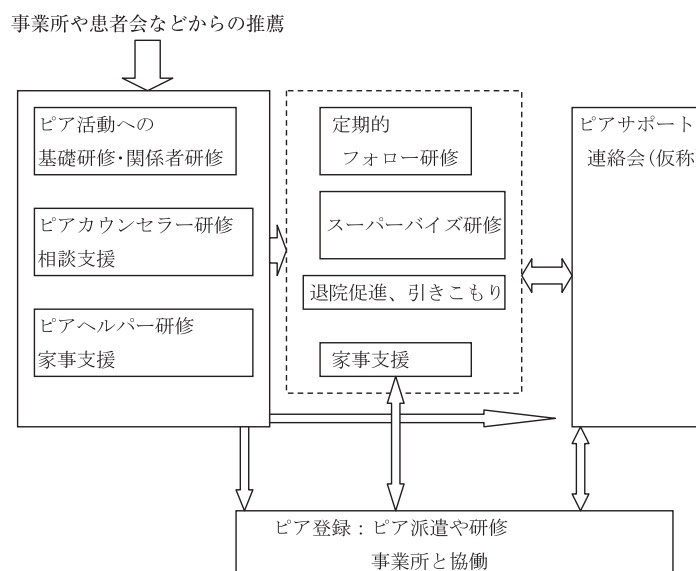 事業所や患者会などからの推薦
ピア活動への
基礎研修・関係者研修
ピアカウンセラー研修
相談支援
ピアヘルパー研修
家事支援
定期的
フォロー研修
スーパーバイズ研修
退院促進、引きこもり
家事支援
ピアサポート
連絡会（仮称
ピア登録：ピア派遣や研修
事業所と協働